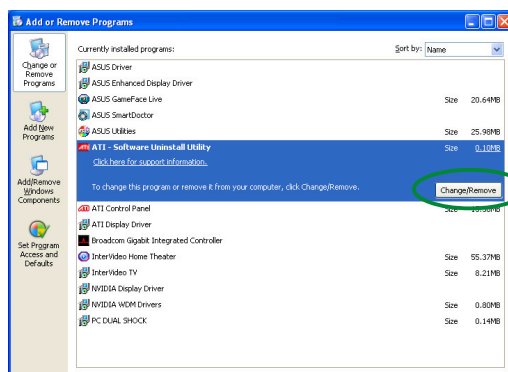 Add or Remove Programs
Change or
Remove
Programs
Add New
Programs
Add/Remove
Windows
Components
Set Program
Access and
Defaults
Currently installed programs:
Sort by: Name
ASUS Driver
ASUS Enhanced Display Driver
ASUS GameFace Live Size 20.64MB
ASUS SmartDoctor
ASUS Utilities Size 25.98MB
ATI - Software Uninstall Utility Size 0.10MB
Click here for support information.
To change this program or remove it from your computer, click Change/Remove. Change/Remove
ATI Control Panel Size
ATI Display Driver
Broadcom Gigabit Integrated Controller
InterVideo Home Theater Size 55.37MB
InterVideo TV Size 8.21MB
NVIDIA Display Driver
NVIDIA WDM Drivers Size 0.80MB
PC DUAL SHOCK Size 0.14MB